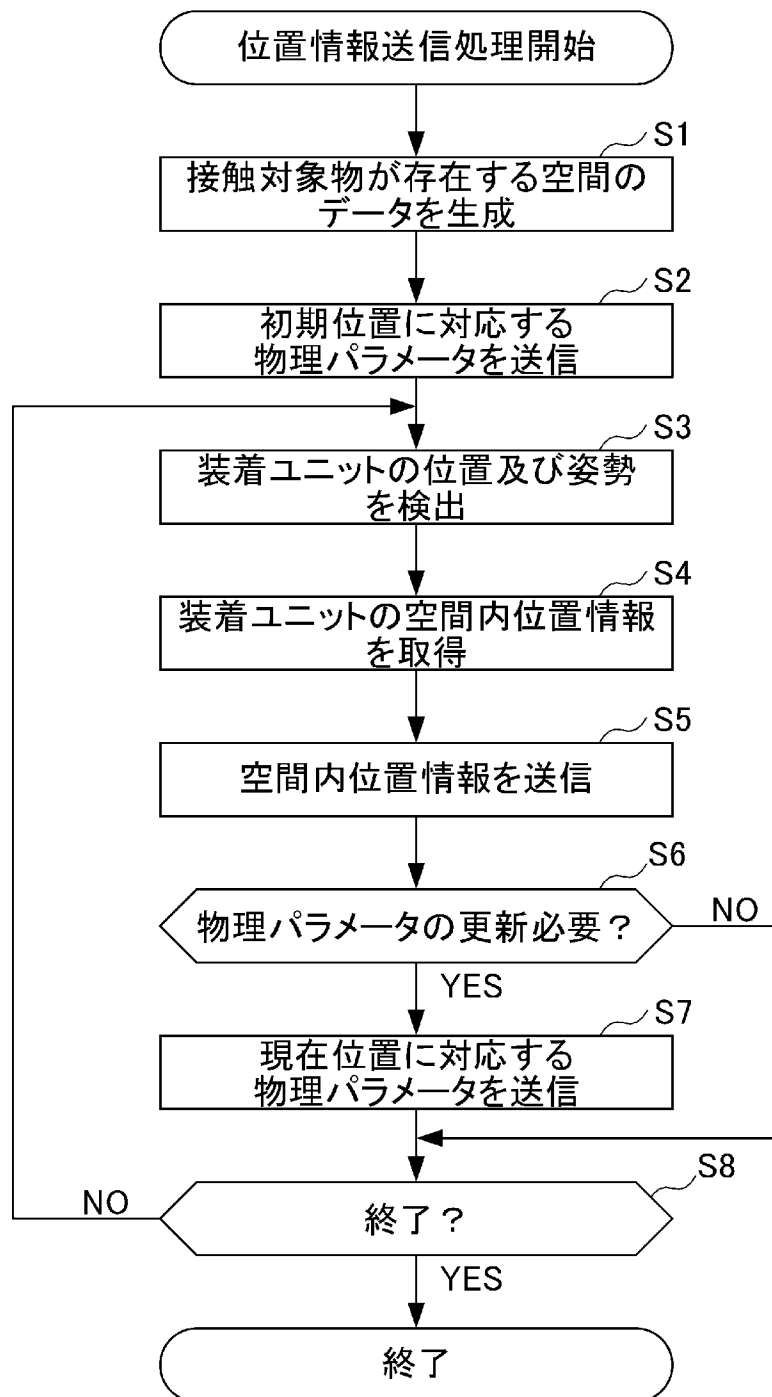 位置情報送信処理開始
S1
接触対象物が存在する空間の
データを生成
S2
初期位置に対応する
物理パラメータを送信
S3
装着ユニットの位置及び姿勢
を検出
S4
装着ユニットの空間内位置情報
を取得
S5
空間内位置情報を送信
S6
物理パラメータの更新必要？
NO
YES
S7
現在位置に対応する
物理パラメータを送信
S8
NO
終了？
YES
終了